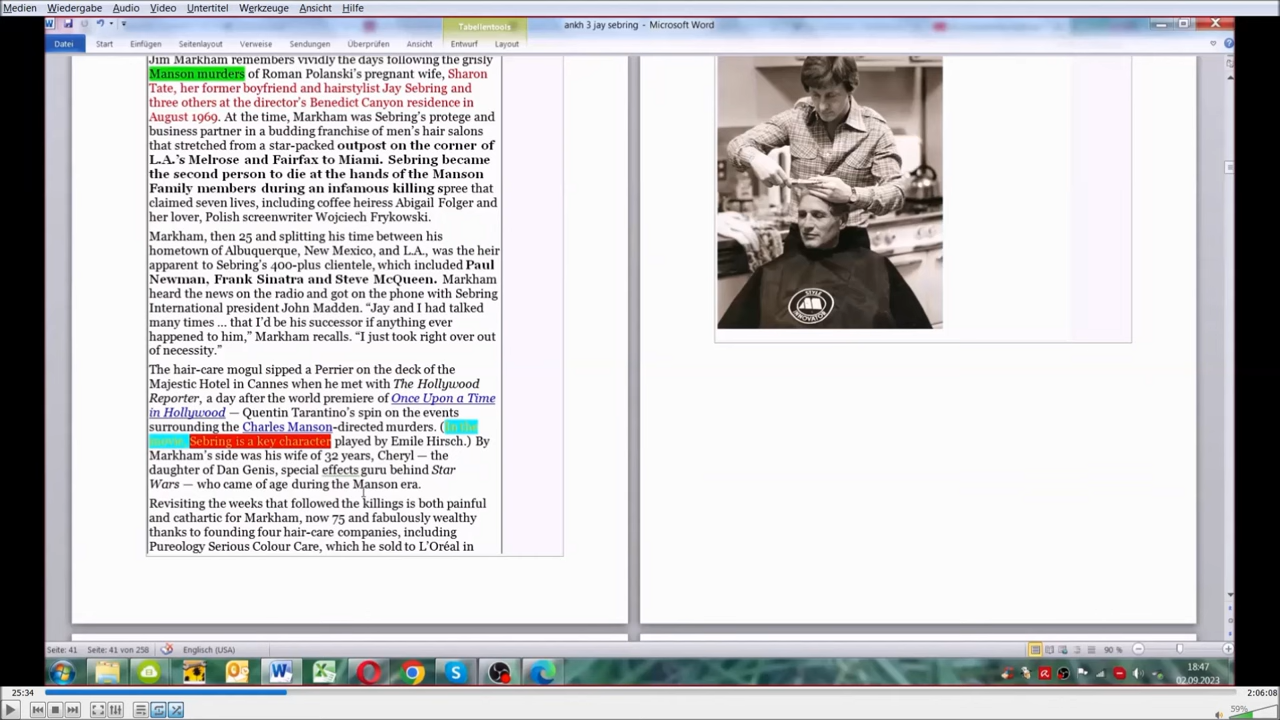 Medien Wiedergabe Audio Video Untertitel Werkzeuge Ansicht Hilfe
Tabellentools
ankh 3 jay sebring - Microsoft Word
Datei Start Einfügen Seitenlayout Verweise Sendungen Überprüfen Ansicht Entwurf Layout
Jim Markham remembers vividly the days following the grisly
Manson murders of Roman Polanski's pregnant wife, Sharon
Tate, her former boyfriend and hairstylist Jay Sebring and
three others at the director's Benedict Canyon residence in
August 1969. At the time, Markham was Sebring's protege and
business partner in a budding franchise of men's hair salons
that stretched from a star-packed outpost on the corner of
L.A.'s Melrose and Fairfax to Miami. Sebring became
the second person to die at the hands of the Manson
Family members during an infamous killing spree that
claimed seven lives, including coffee heiress Abigail Folger and
her lover, Polish screenwriter Wojciech Frykowski.
Markham, then 25 and splitting his time between his
hometown of Albuquerque, New Mexico, and L.A., was the heir
apparent to Sebring's 400-plus clientele, which included Paul
Newman, Frank Sinatra and Steve McQueen. Markham
heard the news on the radio and got on the phone with Sebring
International president John Madden. “Jay and I had talked
many times … that I'd be his successor if anything ever
happened to him,” Markham recalls. “I just took right over out
of necessity.”
The hair-care mogul sipped a Perrier on the deck of the
Majestic Hotel in Cannes when he met with The Hollywood
Reporter, a day after the world premiere of Once Upon a Time
in Hollywood — Quentin Tarantino's spin on the events
surrounding the Charles Manson-directed murders. (In the
movie, Sebring is a key character played by Emile Hirsch.) By
Markham's side was his wife of 32 years, Cheryl — the
daughter of Dan Genis, special effects guru behind Star
Wars — who came of age during the Manson era.
Revisiting the weeks that followed the killings is both painful
and cathartic for Markham, now 75 and fabulously wealthy
thanks to founding four hair-care companies, including
Pureology Serious Colour Care, which he sold to L'Oréal in
STYLE
INNOVATOR
Seite: 41 Seite: 41 von 258 Englisch (USA) 90 %
18:47
02.09.2023
25:34 2:06:08
59%